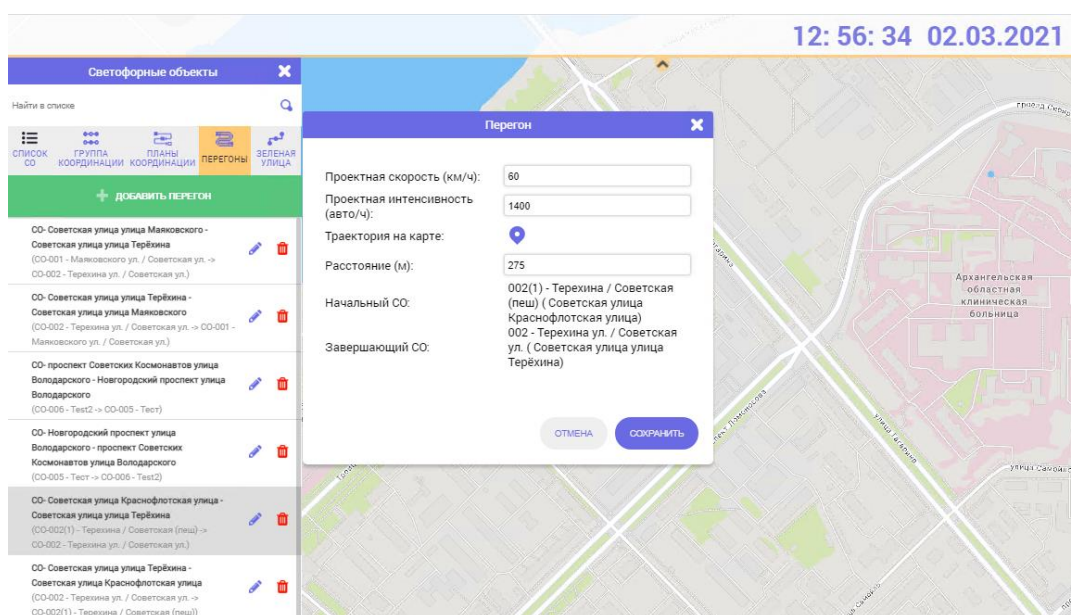 12: 56: 34 02.03.2021
Светофорные объекты
Найти в списке
СПИСОК
СО
ГРУППА
КООРДИНАЦИИ
ПЛАНЫ
КООРДИНАЦИИ
ПЕРЕГОНЫ
ЗЕЛЕНАЯ
УЛИЦА
ДОБАВИТЬ ПЕРЕГОН
СО- Советская улица улица Маяковского -
Советская улица улица Терёхина
(СО-001 - Маяковского ул. / Советская ул. ->
СО-002 - Терехина ул. / Советская ул.)
СО- Советская улица улица Терёхина -
Советская улица улица Маяковского
(СО-002 - Терехина ул. / Советская ул. -> СО-001 -
Маяковского ул. / Советская ул.)
СО- проспект Советских Космонавтов улица
Володарского - Новгородский проспект улица
Володарского
(СО-006 - Test2 -> СО-005 - Тест)
СО- Новгородский проспект улица
Володарского - проспект Советских
Космонавтов улица Володарского
(СО-005 - Тест -> СО-006 - Test2)
СО- Советская улица Краснофлотская улица -
Советская улица улица Терёхина
(СО-002(1) - Терехина / Советская (пеш) ->
СО-002 - Терехина ул. / Советская ул.)
СО- Советская улица улица Терёхина -
Советская улица Краснофлотская улица
(СО-002 - Терехина ул. / Советская ул. ->
СО-002(1) - Терехина / Советская (пеш))
Перегон
Проектная скорость (км/ч):
60
Проектная интенсивность
(авто/ч):
1400
Траектория на карте:
Расстояние (м):
275
Начальный СО:
002(1) - Терехина / Советская
(пеш) ( Советская улица
Краснофлотская улица)
Завершающий СО:
002 - Терехина ул. / Советская
ул. ( Советская улица улица
Терёхина)
ОТМЕНА
СОХРАНИТЬ
Архангельская
областная
клиническая
больница
улица Гагарина
улица Самойло